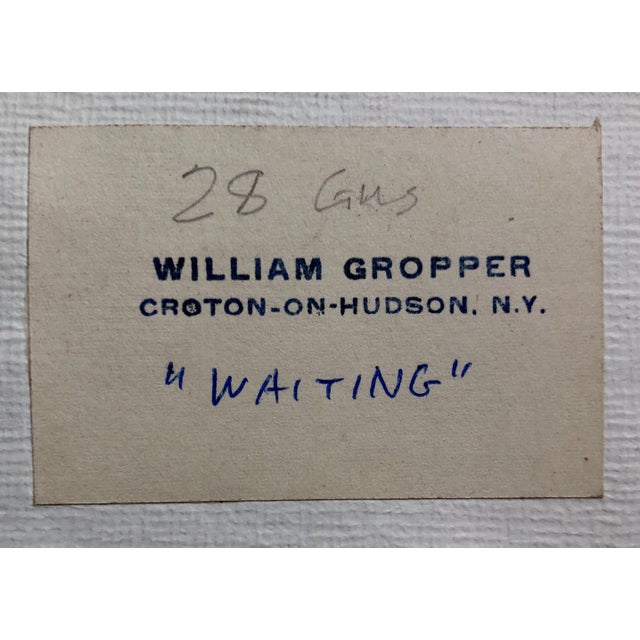 28 Gns
WILLIAM GROPPER
CROTON-ON-HUDSON, N.Y.
"WAITING"